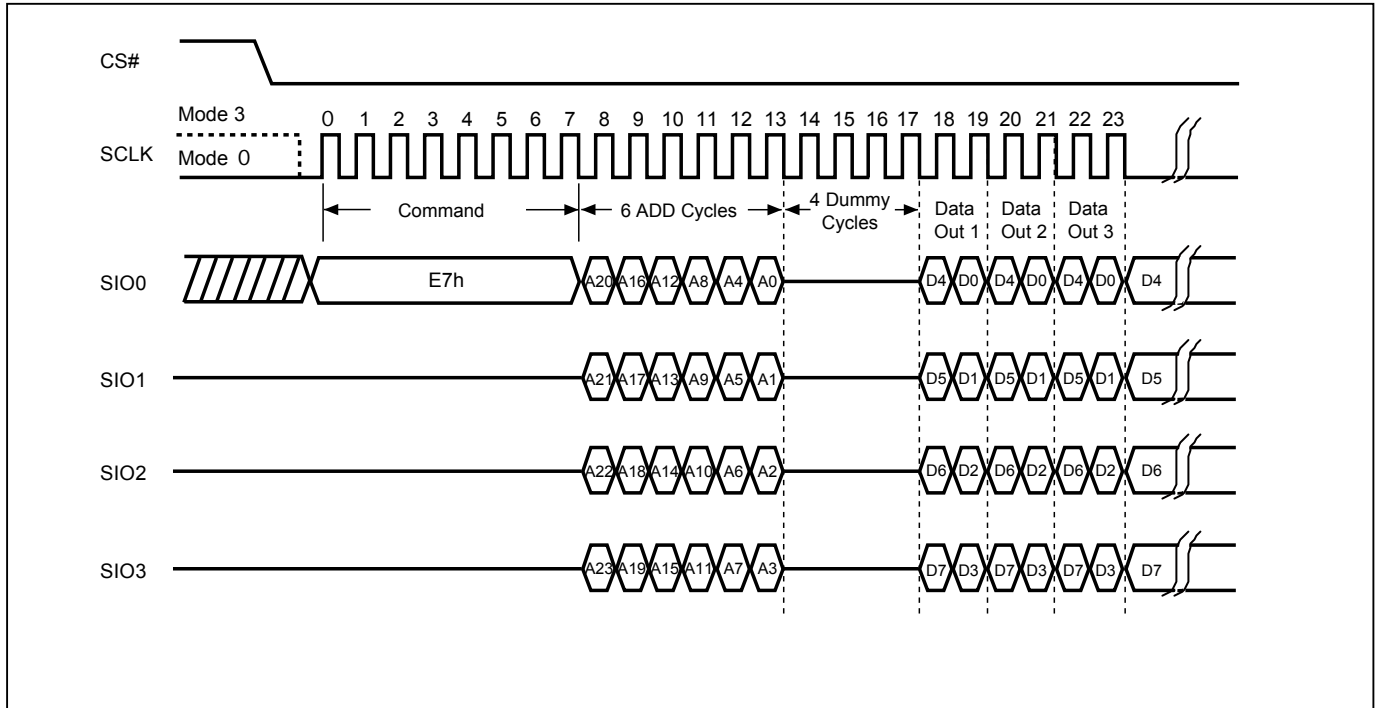 CS#
Mode 3
0 1 2 3 4 5 6 7 8 9 10 11 12 13 14 15 16 17 18 19 20 21 22 23
SCLK
Mode 0
Command
6 ADD Cycles
4 Dummy
Cycles
Data
Out 1
Data
Out 2
Data
Out 3
SIO0
E7h
A20 A16 A12 A8 A4 A0
D4 D0 D4 D0 D4 D0 D4
SIO1
A21 A17 A13 A9 A5 A1
D5 D1 D5 D1 D5 D1 D5
SIO2
A22 A18 A14 A10 A6 A2
D6 D2 D6 D2 D6 D2 D6
SIO3
A23 A19 A15 A11 A7 A3
D7 D3 D7 D3 D7 D3 D7